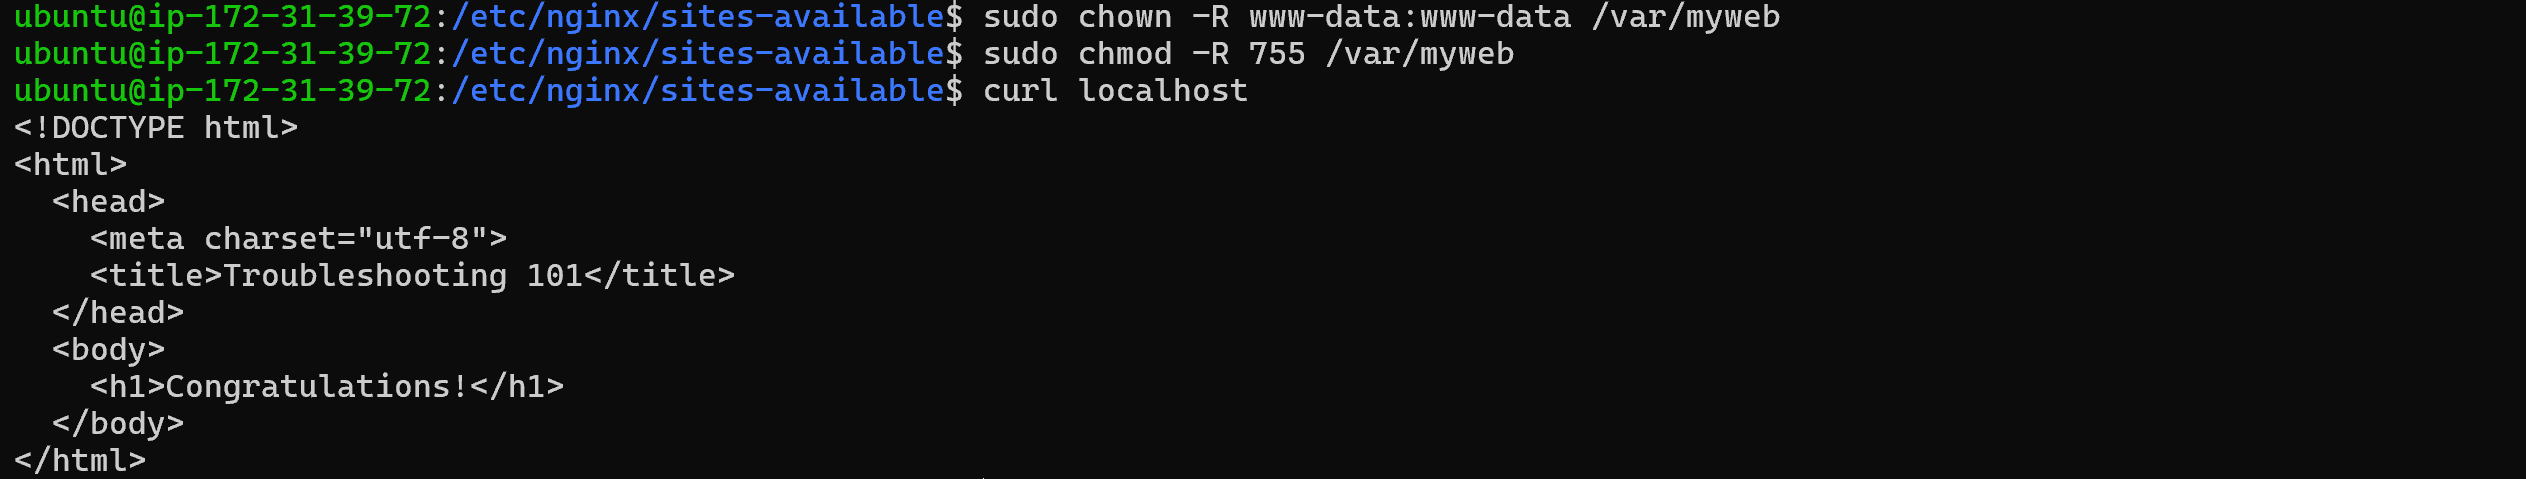 ubuntu@ip-172-31-39-72:/etc/nginx/sites-available$ sudo chown -R www-data:www-data /var/myweb
ubuntu@ip-172-31-39-72:/etc/nginx/sites-available$ sudo chmod -R 755 /var/myweb
ubuntu@ip-172-31-39-72:/etc/nginx/sites-available$ curl localhost
<!DOCTYPE html>
<html>
  <head>
    <meta charset="utf-8">
    <title>Troubleshooting 101</title>
  </head>
  <body>
    <h1>Congratulations!</h1>
  </body>
</html>